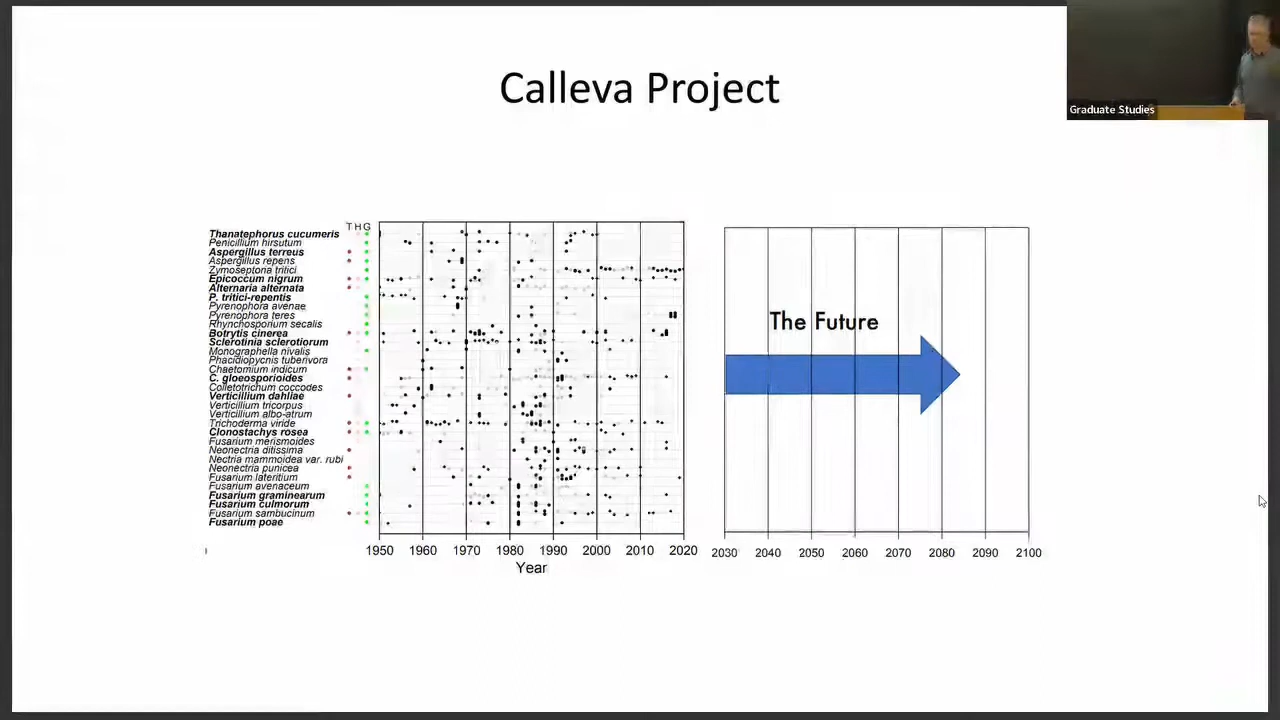 Calleva Project
Graduate Studies
T H G
Thanatephorus cucumeris
Penicillium hirsutum
Aspergillus terreus
Aspergillus repens
Zymoseptoria tritici
Epicoccum nigrum
Alternaria alternata
P. tritici-repentis
Pyrenophora avenae
Pyrenophora teres
Rhynchosporium secalis
Botrytis cinerea
Sclerotinia sclerotiorum
Monographella nivalis
Phacidiopycnis tuberivora
Chaetomium indicum
C. gloeosporioides
Colletotrichum coccodes
Verticillium dahliae
Verticillium tricorpus
Verticillium albo-atrum
Trichoderma viride
Clonostachys rosea
Fusarium merismoides
Neonectria ditissima
Nectria mammoidea var. rubi
Neonectria punicea
Fusarium lateritium
Fusarium avenaceum
Fusarium graminearum
Fusarium culmorum
Fusarium sambucinum
Fusarium poae
1950 1960 1970 1980 1990 2000 2010 2020
Year
The Future
2030 2040 2050 2060 2070 2080 2090 2100